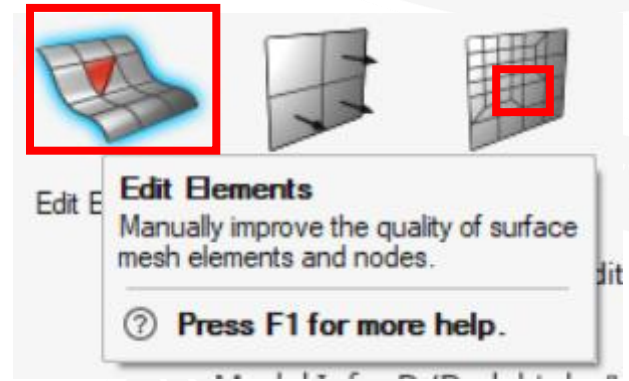 Edit E
Edit Elements
Manually improve the quality of surface
mesh elements and nodes.
dit
Press F1 for more help.